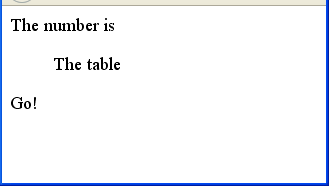 The number is
The table
Go!